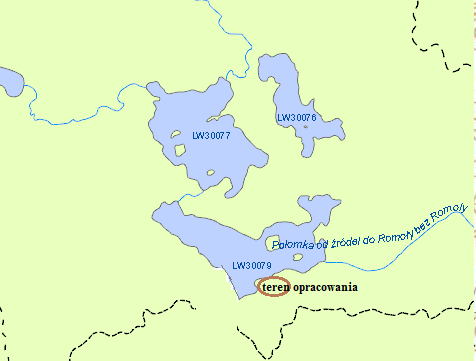 LW30076
LW30077
Połomka od źródeł do Romoły bez Romoły
LW30079
teren opracowania